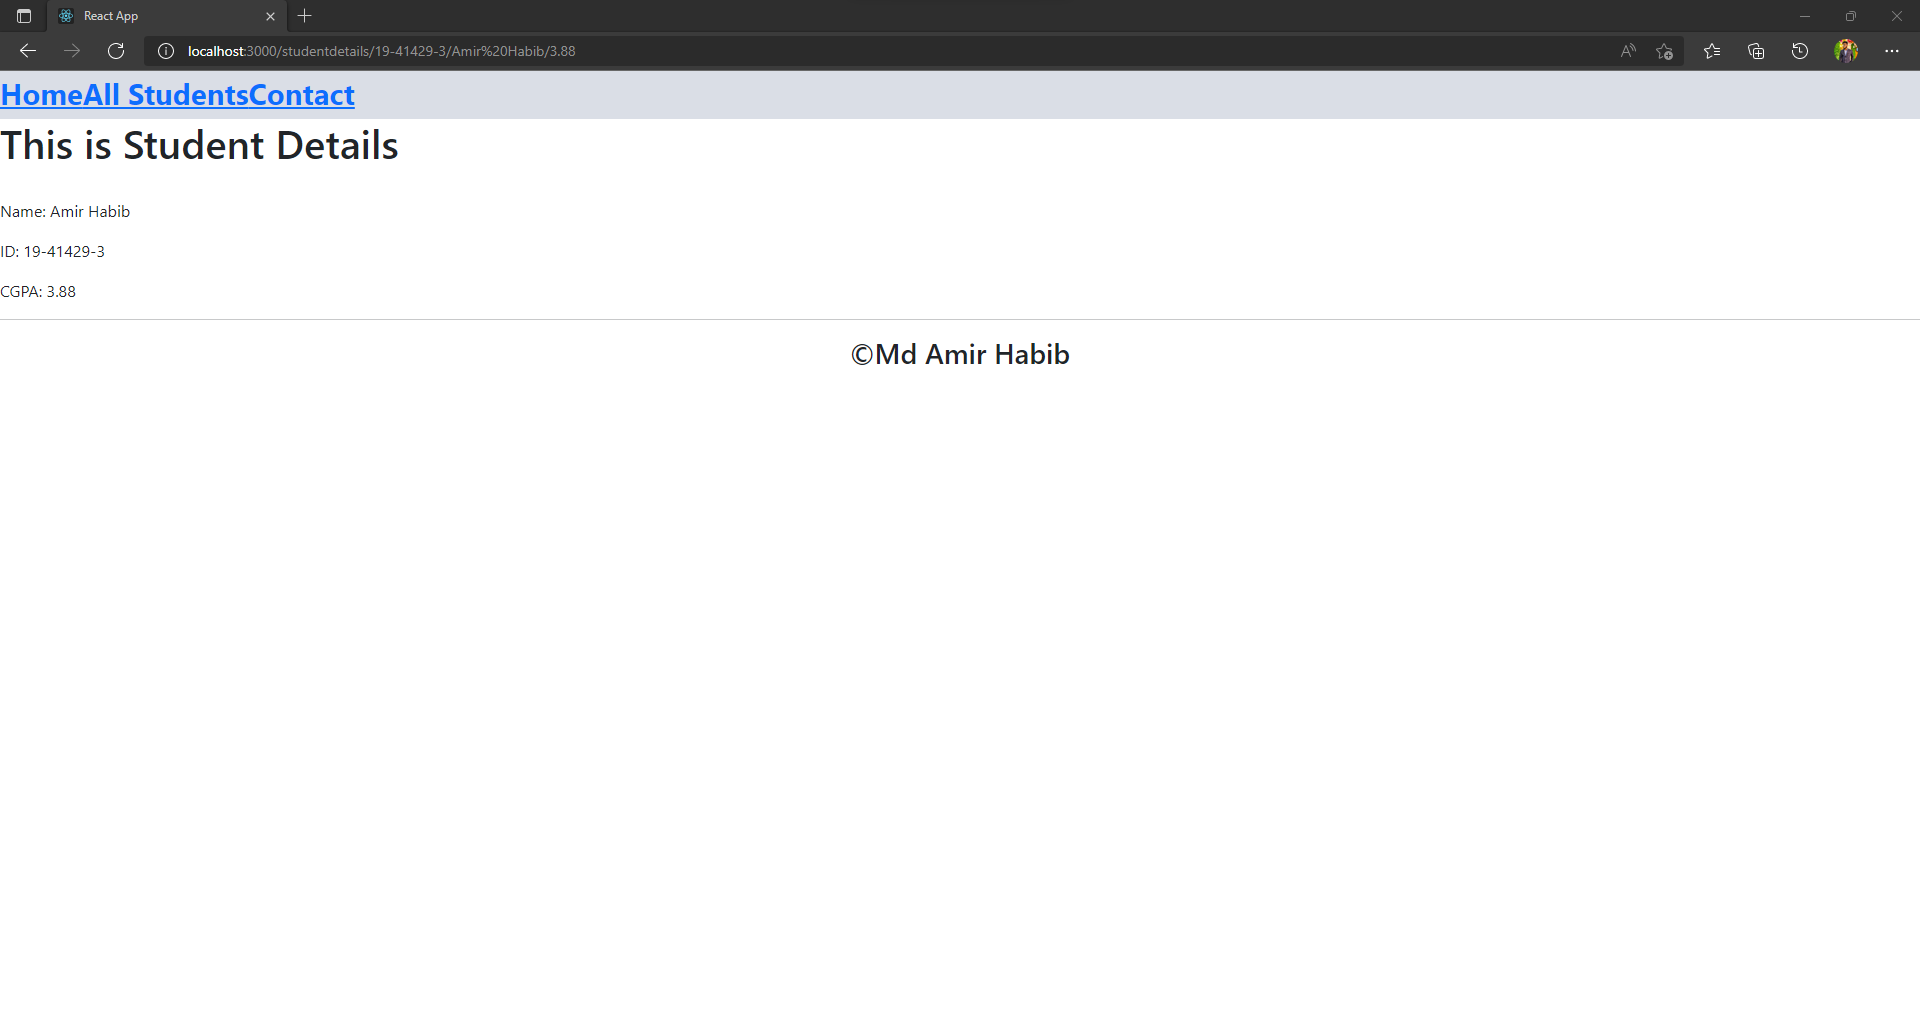 React App
localhost:3000/studentdetails/19-41429-3/Amir%20Habib/3.88
HomeAll StudentsContact
This is Student Details
Name: Amir Habib
ID: 19-41429-3
CGPA: 3.88
©Md Amir Habib